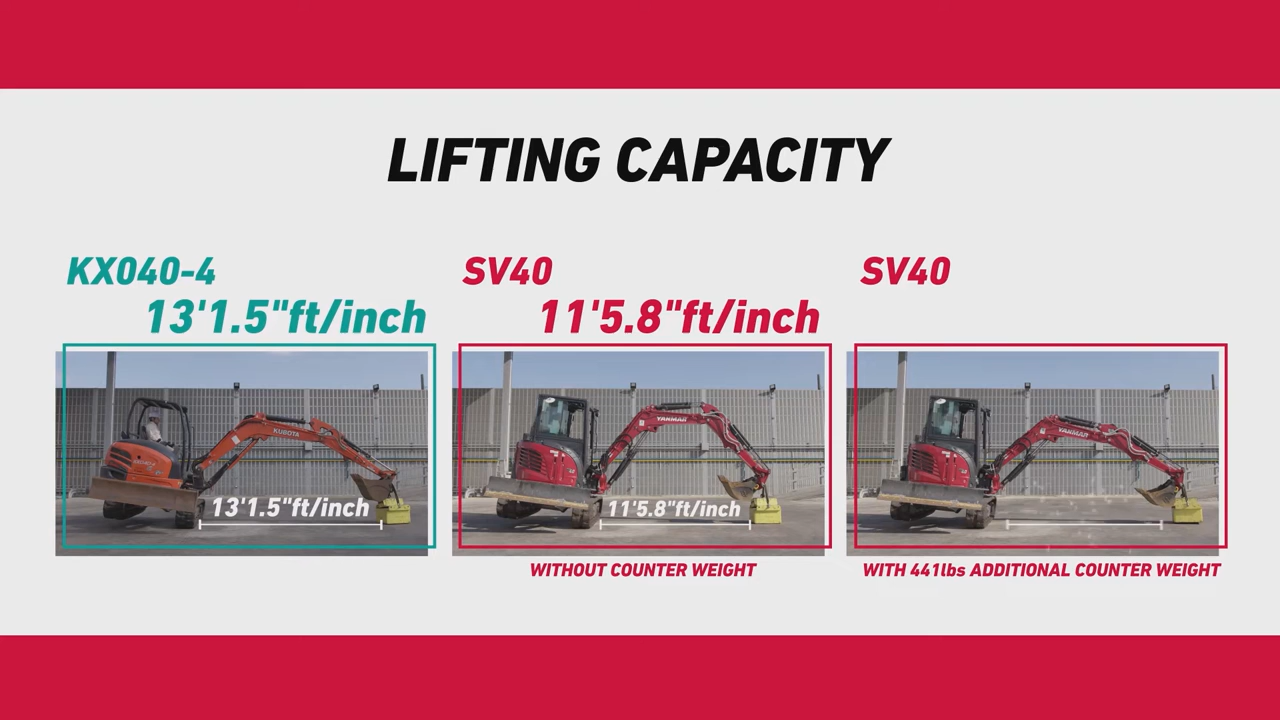 LIFTING CAPACITY
KX040-4
13'1.5"ft/inch
SV40
11'5.8"ft/inch
SV40
KUBOTA
13'1.5"ft/inch
YANMAR
11'5.8"ft/inch
YANMAR
WITHOUT COUNTER WEIGHT
WITH 441lbs ADDITIONAL COUNTER WEIGHT